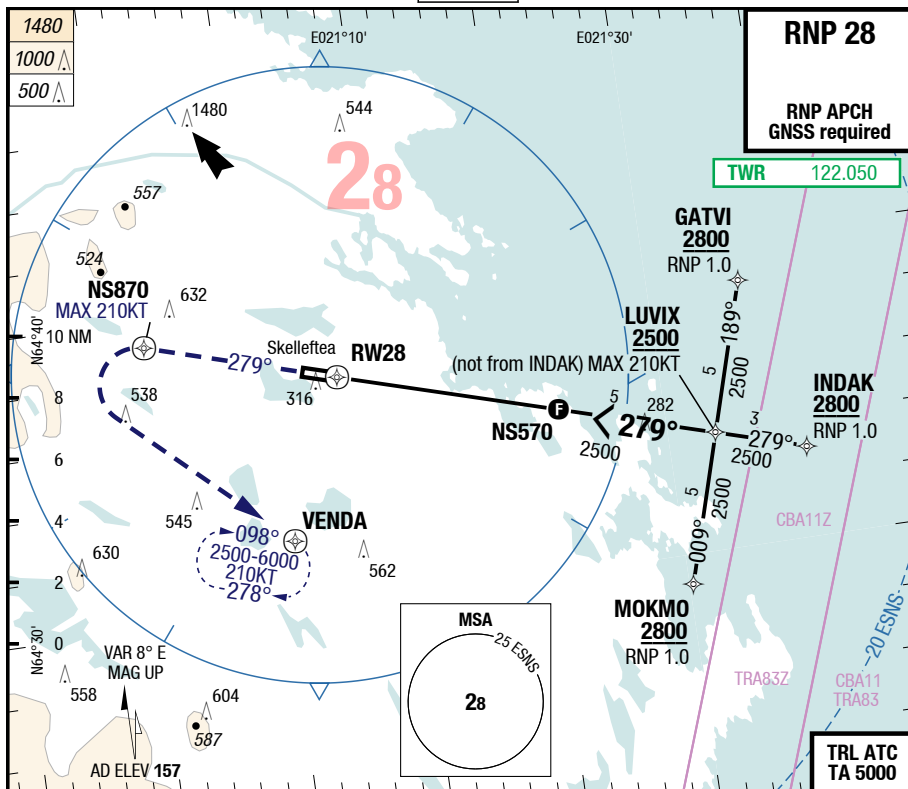 1480
1000
500
E021°10'
E021°30'
RNP 28
RNP APCH
GNSS required
TWR 122.050
1480
544
28
557
524
NS870
MAX 210KT
632
GATVI
2800
RNP 1.0
189°
5
2500
LUVIX
2500
(not from INDAK) MAX 210KT
INDAK
2800
RNP 1.0
3
279°
2500
N64°40'
10 NM
8
6
4
2
0
N64°30'
279°
Skelleftea
RW28
316
538
NS570
F
5
279°
2500
282
5
2500
009°
MOKMO
2800
RNP 1.0
545
VENDA
098°
2500-6000
210KT
278°
562
630
CBA11Z
20 ESNS
TRA83Z
CBA11
TRA83
VAR 8° E
MAG UP
558
604
587
AD ELEV 157
MSA
25 ESNS
28
TRL ATC
TA 5000